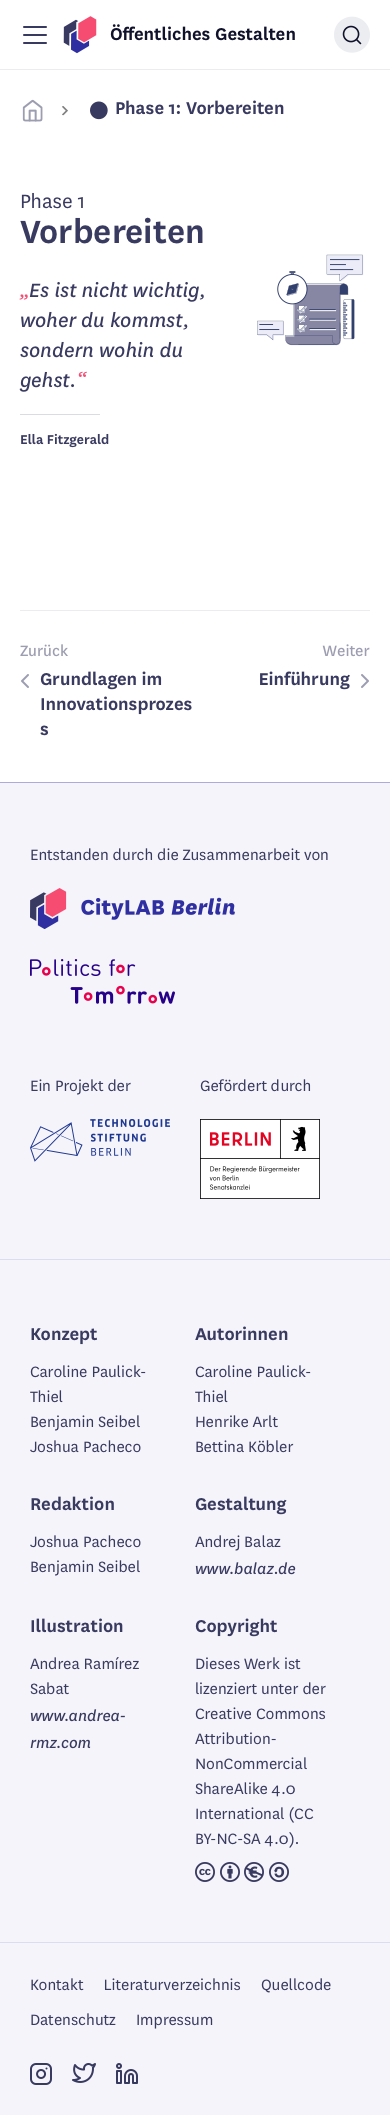 Öffentliches Gestalten
Phase 1: Vorbereiten
Phase 1
Vorbereiten
„Es ist nicht wichtig,
woher du kommst,
sondern wohin du
gehst.“
Ella Fitzgerald
Zurück
Grundlagen im
Innovationsprozes
s
Weiter
Einführung
Entstanden durch die Zusammenarbeit von
CityLAB Berlin
Politics for
Tomorrow
Ein Projekt der
TECHNOLOGIE
STIFTUNG
BERLIN
Gefördert durch
BERLIN
Der Regierende Bürgermeister
von Berlin
Senatskanzlei
Konzept
Caroline Paulick-
Thiel
Benjamin Seibel
Joshua Pacheco
Autorinnen
Caroline Paulick-
Thiel
Henrike Arlt
Bettina Köbler
Redaktion
Joshua Pacheco
Benjamin Seibel
Gestaltung
Andrej Balaz
www.balaz.de
Illustration
Andrea Ramírez
Sabat
www.andrea-
rmz.com
Copyright
Dieses Werk ist
lizenziert unter der
Creative Commons
Attribution-
NonCommercial
ShareAlike 4.0
International (CC
BY-NC-SA 4.0).
Kontakt Literaturverzeichnis Quellcode
Datenschutz Impressum